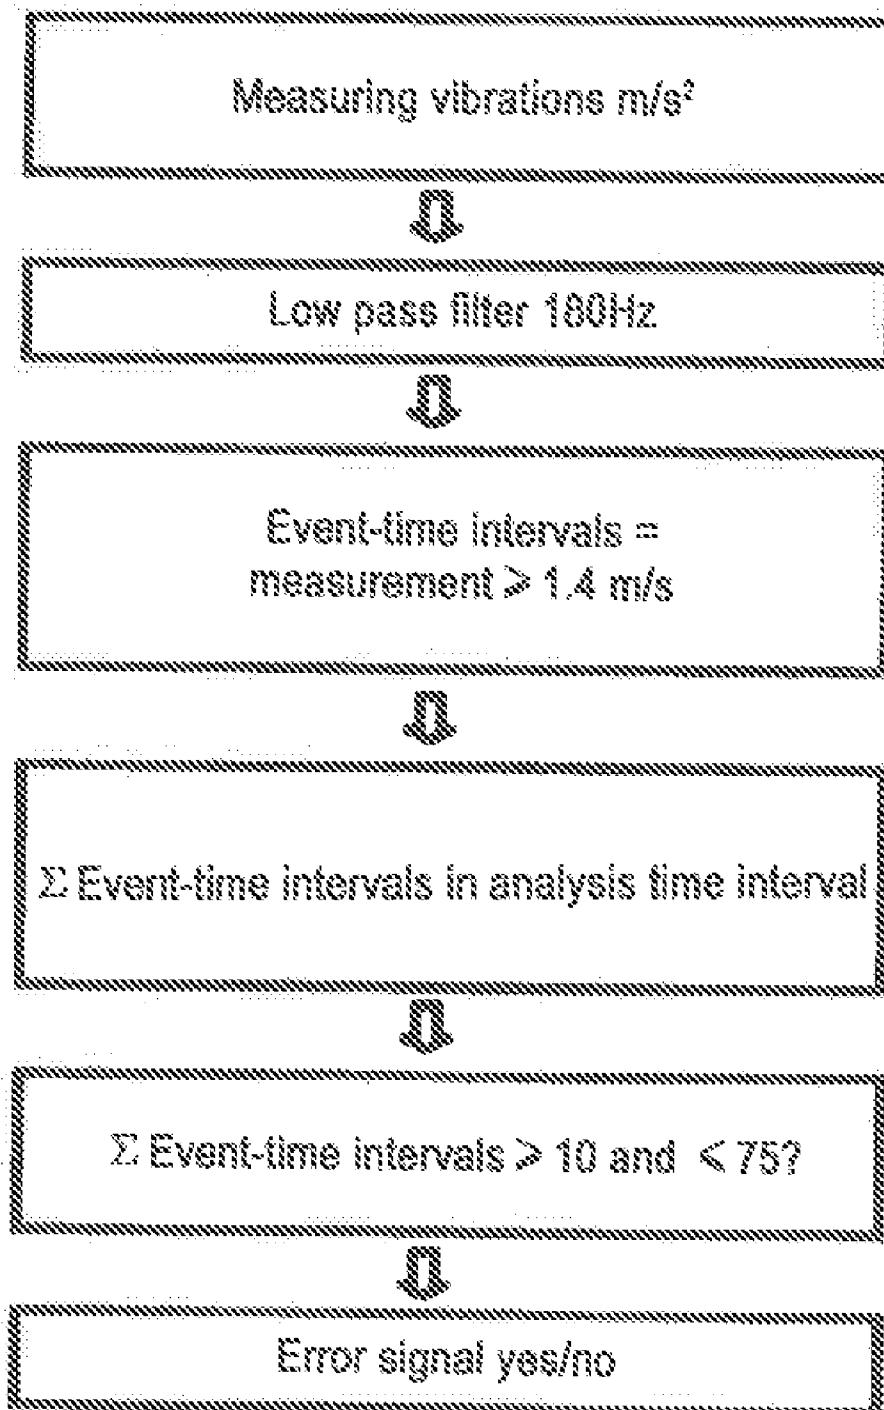 Measuring vibrations m/s²
Low pass filter 180Hz
Event-time intervals =
measurement ⩾ 1.4 m/s
Σ Event-time intervals in analysis time interval
Σ Event-time intervals ⩾ 10 and ⩽ 75?
Error signal yes/no